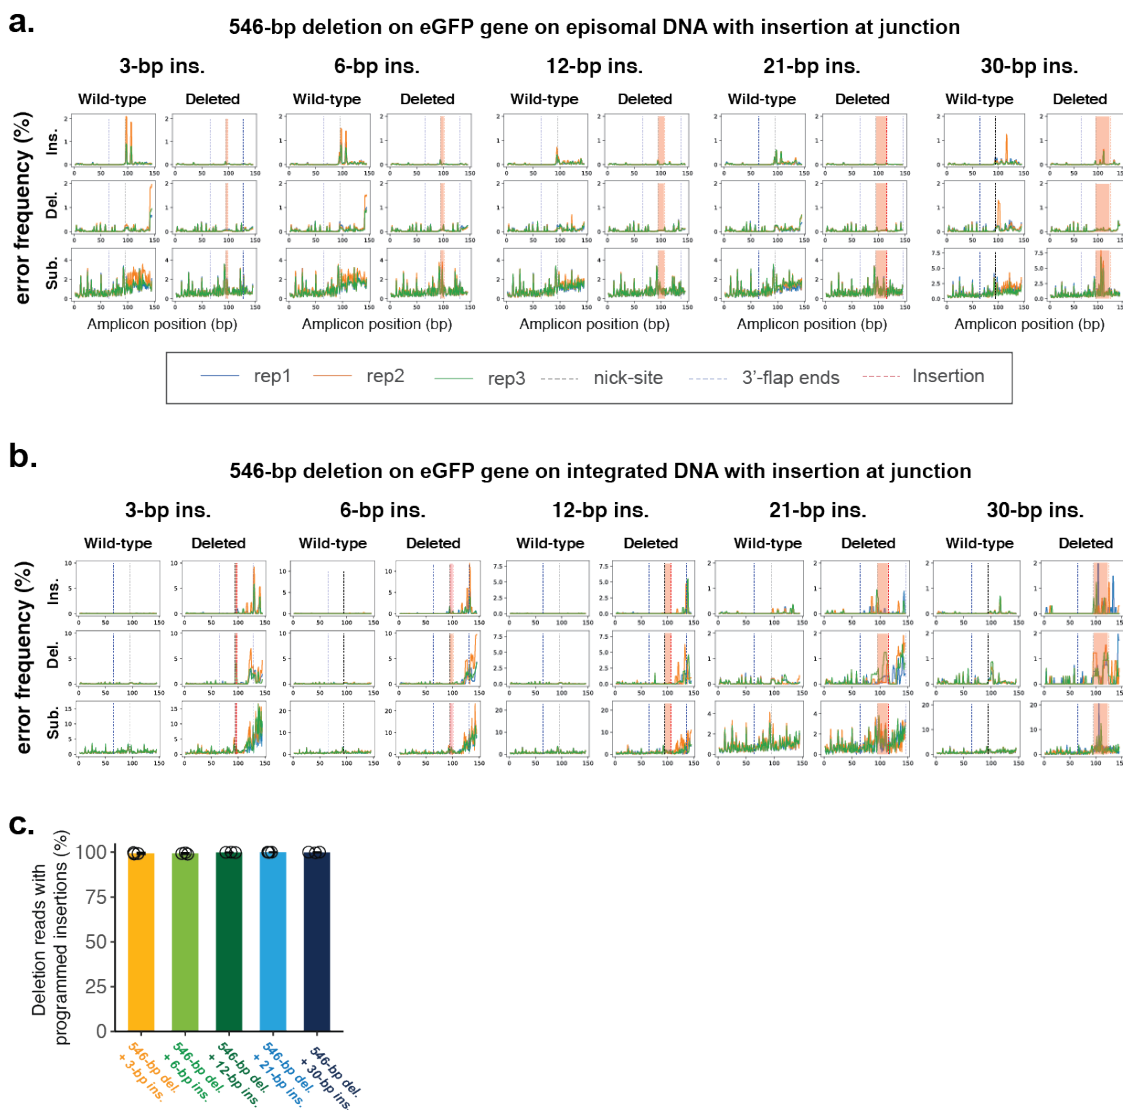 a.
546-bp deletion on eGFP gene on episomal DNA with insertion at junction
3-bp ins. 6-bp ins. 12-bp ins. 21-bp ins. 30-bp ins.
Wild-type Deleted Wild-type Deleted Wild-type Deleted Wild-type Deleted Wild-type Deleted
error frequency (%)
Ins.
Del.
Sub.
Amplicon position (bp) Amplicon position (bp) Amplicon position (bp) Amplicon position (bp) Amplicon position (bp)
rep1 rep2 rep3 nick-site 3'-flap ends Insertion
b.
546-bp deletion on eGFP gene on integrated DNA with insertion at junction
3-bp ins. 6-bp ins. 12-bp ins. 21-bp ins. 30-bp ins.
Wild-type Deleted Wild-type Deleted Wild-type Deleted Wild-type Deleted Wild-type Deleted
error frequency (%)
Ins.
Del.
Sub.
c.
Deletion reads with
programmed insertions (%)
100
75
50
25
0
546-bp del.
+ 3-bp ins.
546-bp del.
+ 6-bp ins.
546-bp del.
+ 12-bp ins.
546-bp del.
+ 21-bp ins.
546-bp del.
+ 30-bp ins.